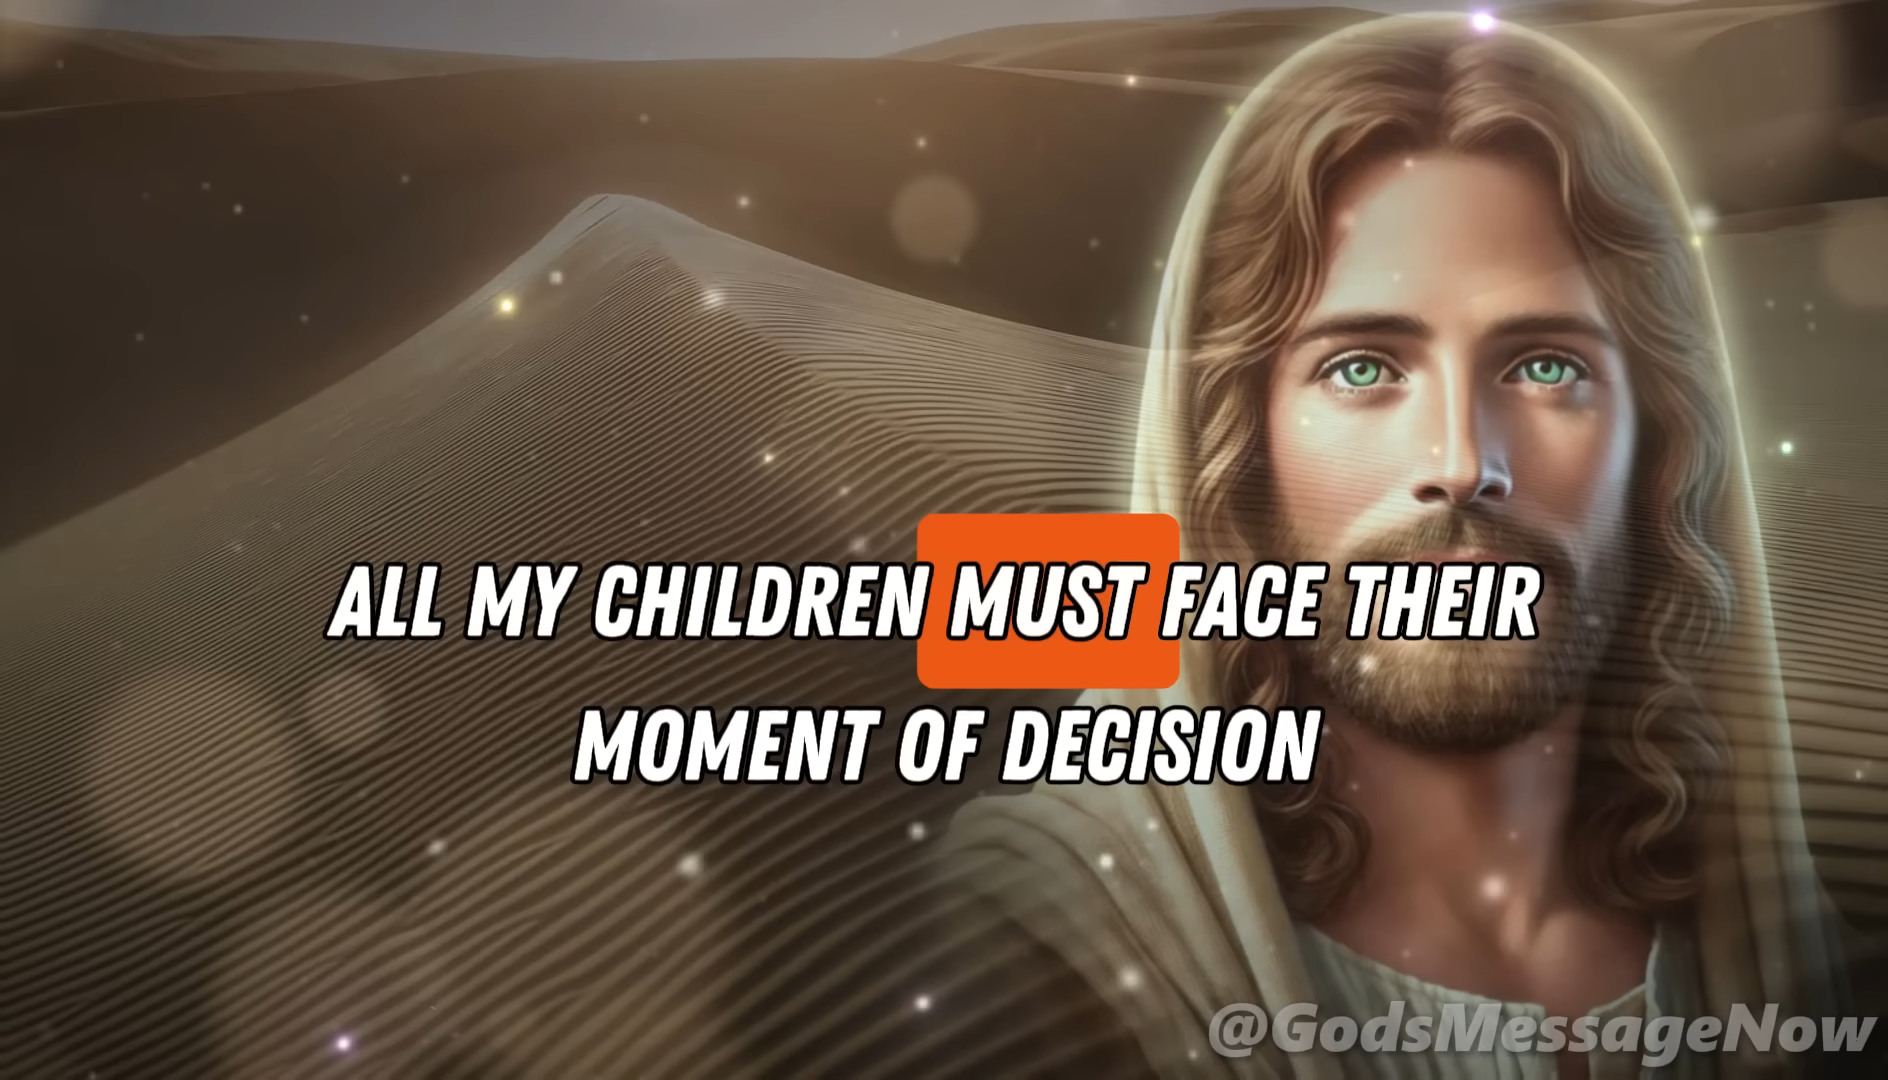 ALL MY CHILDREN MUST FACE THEIR
MOMENT OF DECISION
@GodsMessageNow